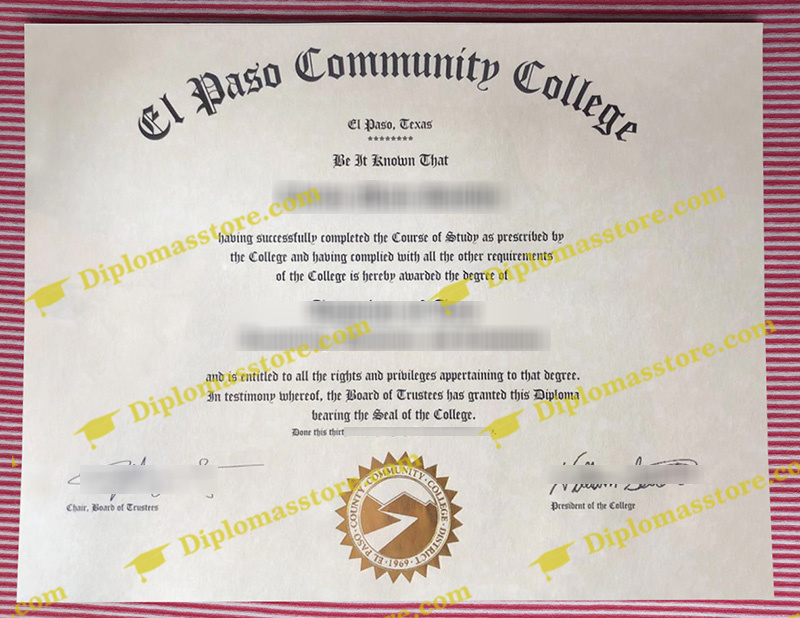 El Paso Community College
El Paso, Texas
********
Be It Known That
having successfully completed the Course of Study as prescribed by
the College and having complied with all the other requirements
of the College is hereby awarded the degree of
and is entitled to all the rights and privileges appertaining to that degree.
In testimony whereof, the Board of Trustees has granted this Diploma
bearing the Seal of the College.
Done this thirt
Chair, Board of Trustees
President of the College
EL PASO COUNTY COMMUNITY COLLEGE DISTRICT
1969
Diplomasstore.com
Diplomasstore.com
Diplomasstore.com
Diplomasstore.com
Diplomasstore.com
Diplomasstore.com
.com
.com